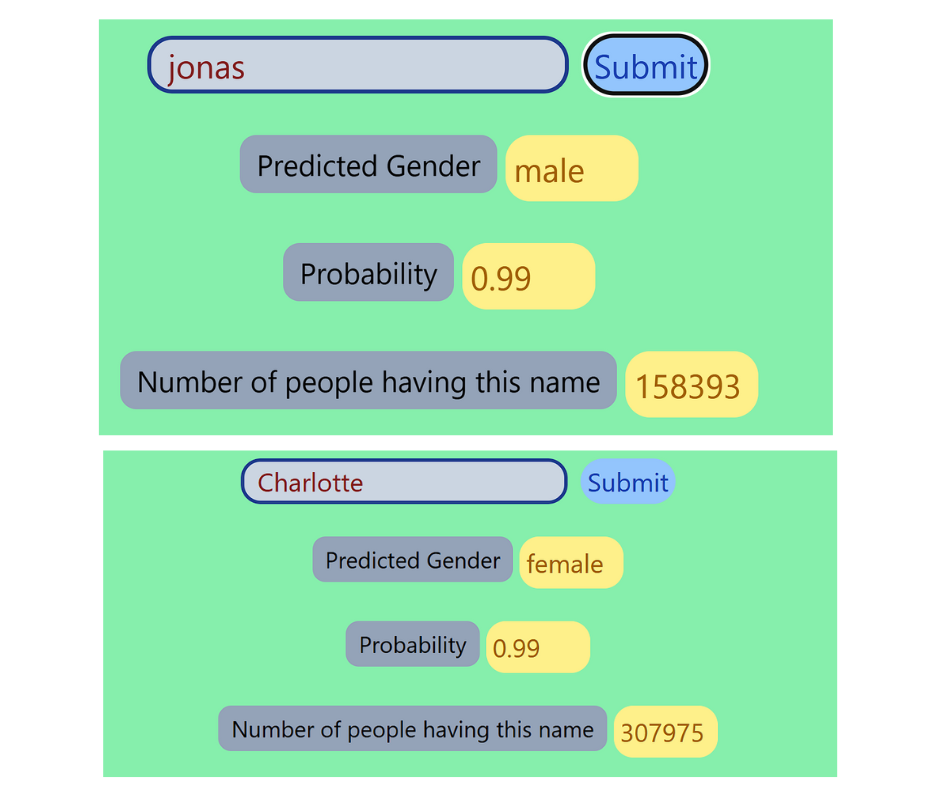 jonas Submit
Predicted Gender male
Probability 0.99
Number of people having this name 158393
Charlotte Submit
Predicted Gender female
Probability 0.99
Number of people having this name 307975